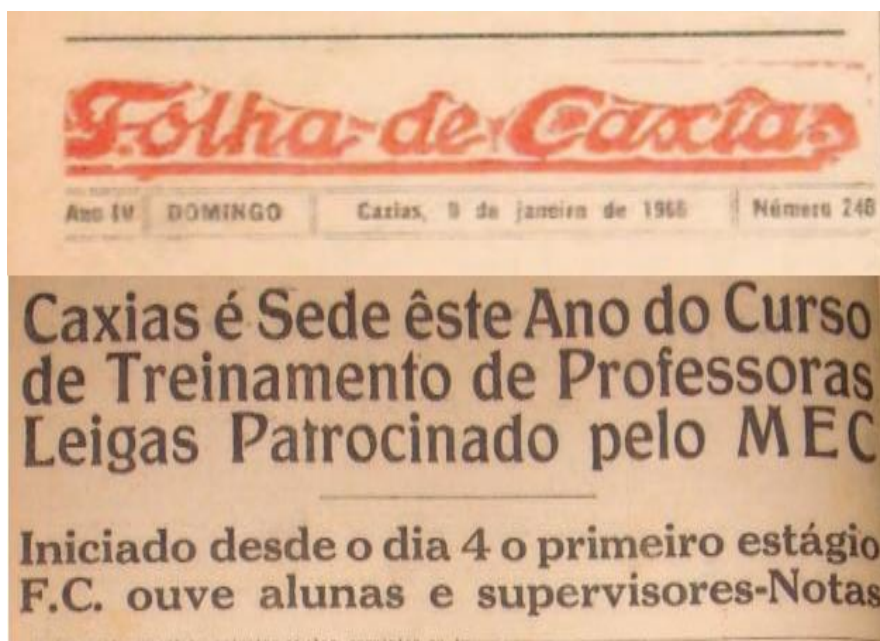 Folha de Caxias
Ano IV DOMINGO Caxias, 9 de janeiro de 1966 Número 248
Caxias é Sede êste Ano do Curso
de Treinamento de Professoras
Leigas Patrocinado pelo MEC
Iniciado desde o dia 4 o primeiro estágio
F.C. ouve alunas e supervisores-Notas